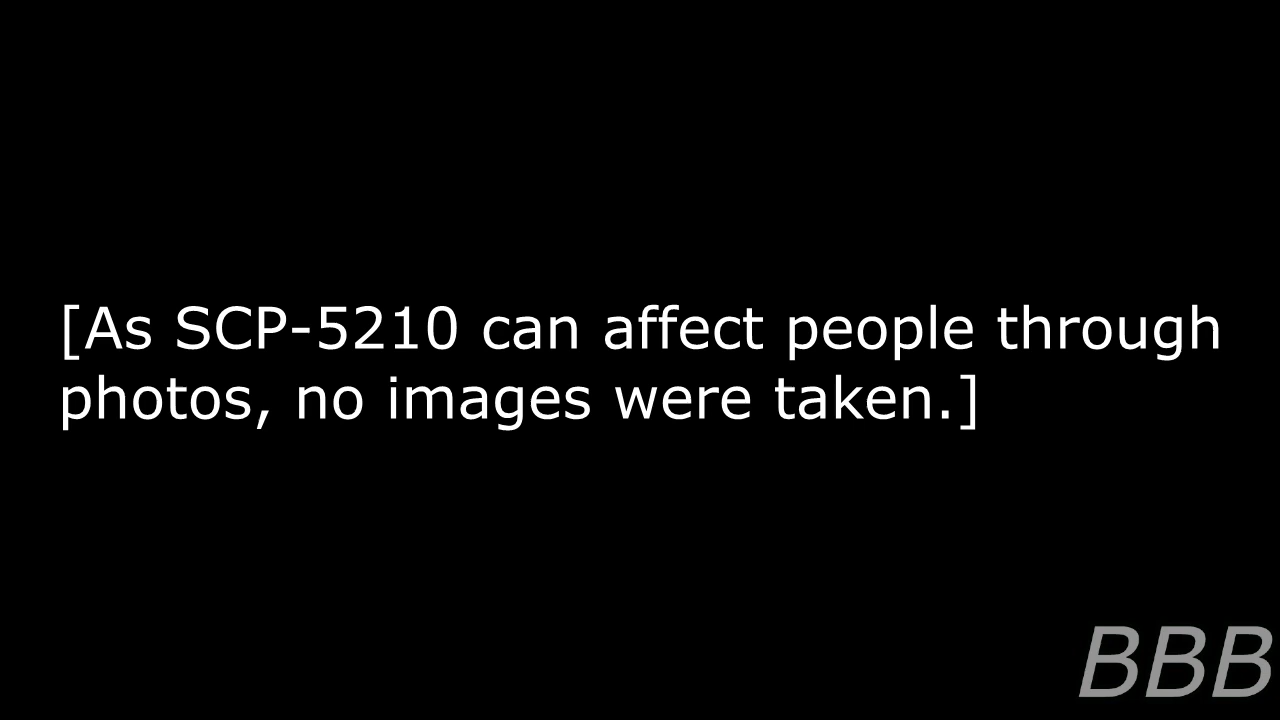 [As SCP-5210 can affect people through
photos, no images were taken.]
BBB